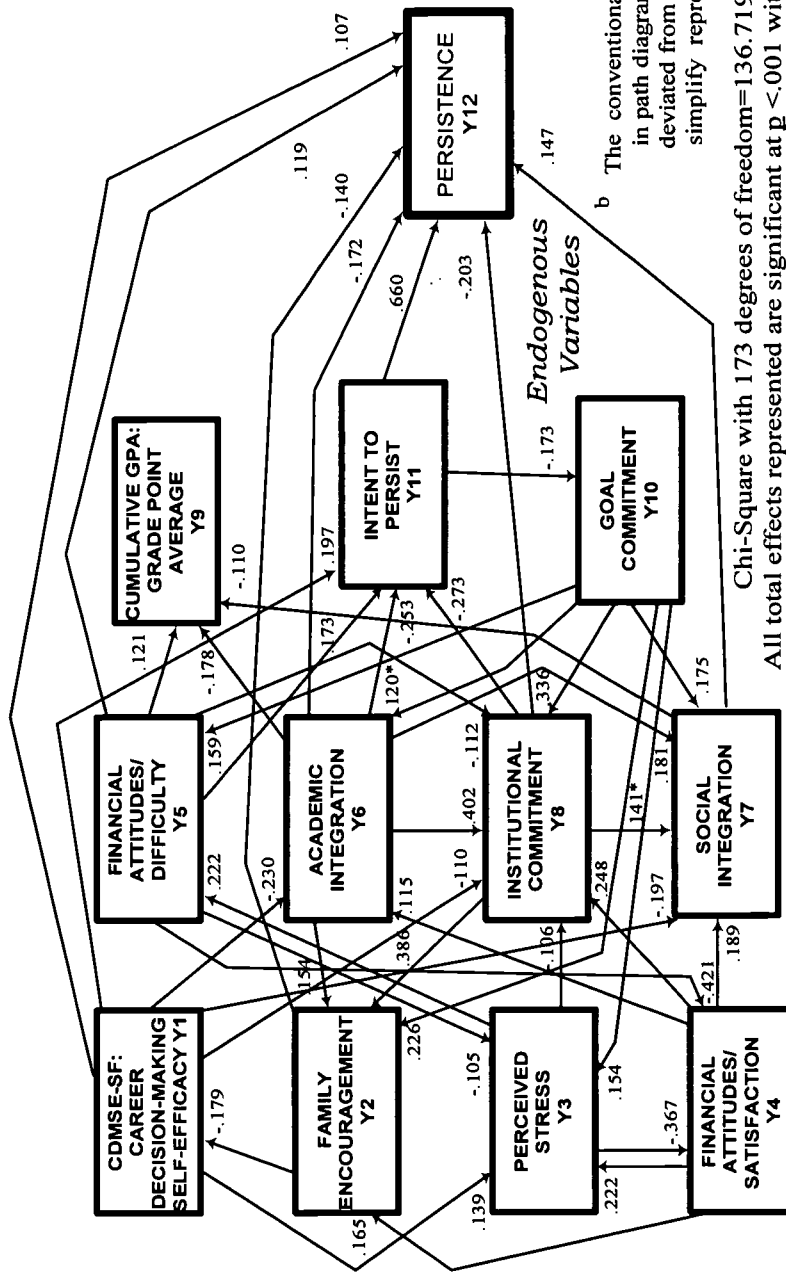 CDMSE-SF:
CAREER
DECISION-MAKING
SELF-EFFICACY Y1
FAMILY
ENCOURAGEMENT
Y2
PERCEIVED
STRESS
Y3
FINANCIAL
ATTITUDES/
SATISFACTION
Y4
FINANCIAL
ATTITUDES/
DIFFICULTY
Y5
ACADEMIC
INTEGRATION
Y6
INSTITUTIONAL
COMMITMENT
Y8
SOCIAL
INTEGRATION
Y7
CUMULATIVE GPA:
GRADE POINT
AVERAGE
Y9
INTENT TO
PERSIST
Y11
GOAL
COMMITMENT
Y10
PERSISTENCE
Y12
Endogenous
Variables
.107
.119
-.140
-.172
.660
-.203
.147
-.110
.121
-.178
.197
.173
-.253
.120*
-.273
-.173
.336
.175
.159
.222
-.230
-.112
.402
-.110
.115
.386
.154
.141*
.181
.248
-.106
-.197
.189
-.421
-.179
.226
-.105
.154
-.367
.222
.139
.165
b
The conventional
in path diagram
deviated from
simplify repr
Chi-Square with 173 degrees of freedom=136.719
All total effects represented are significant at p <.001 wit